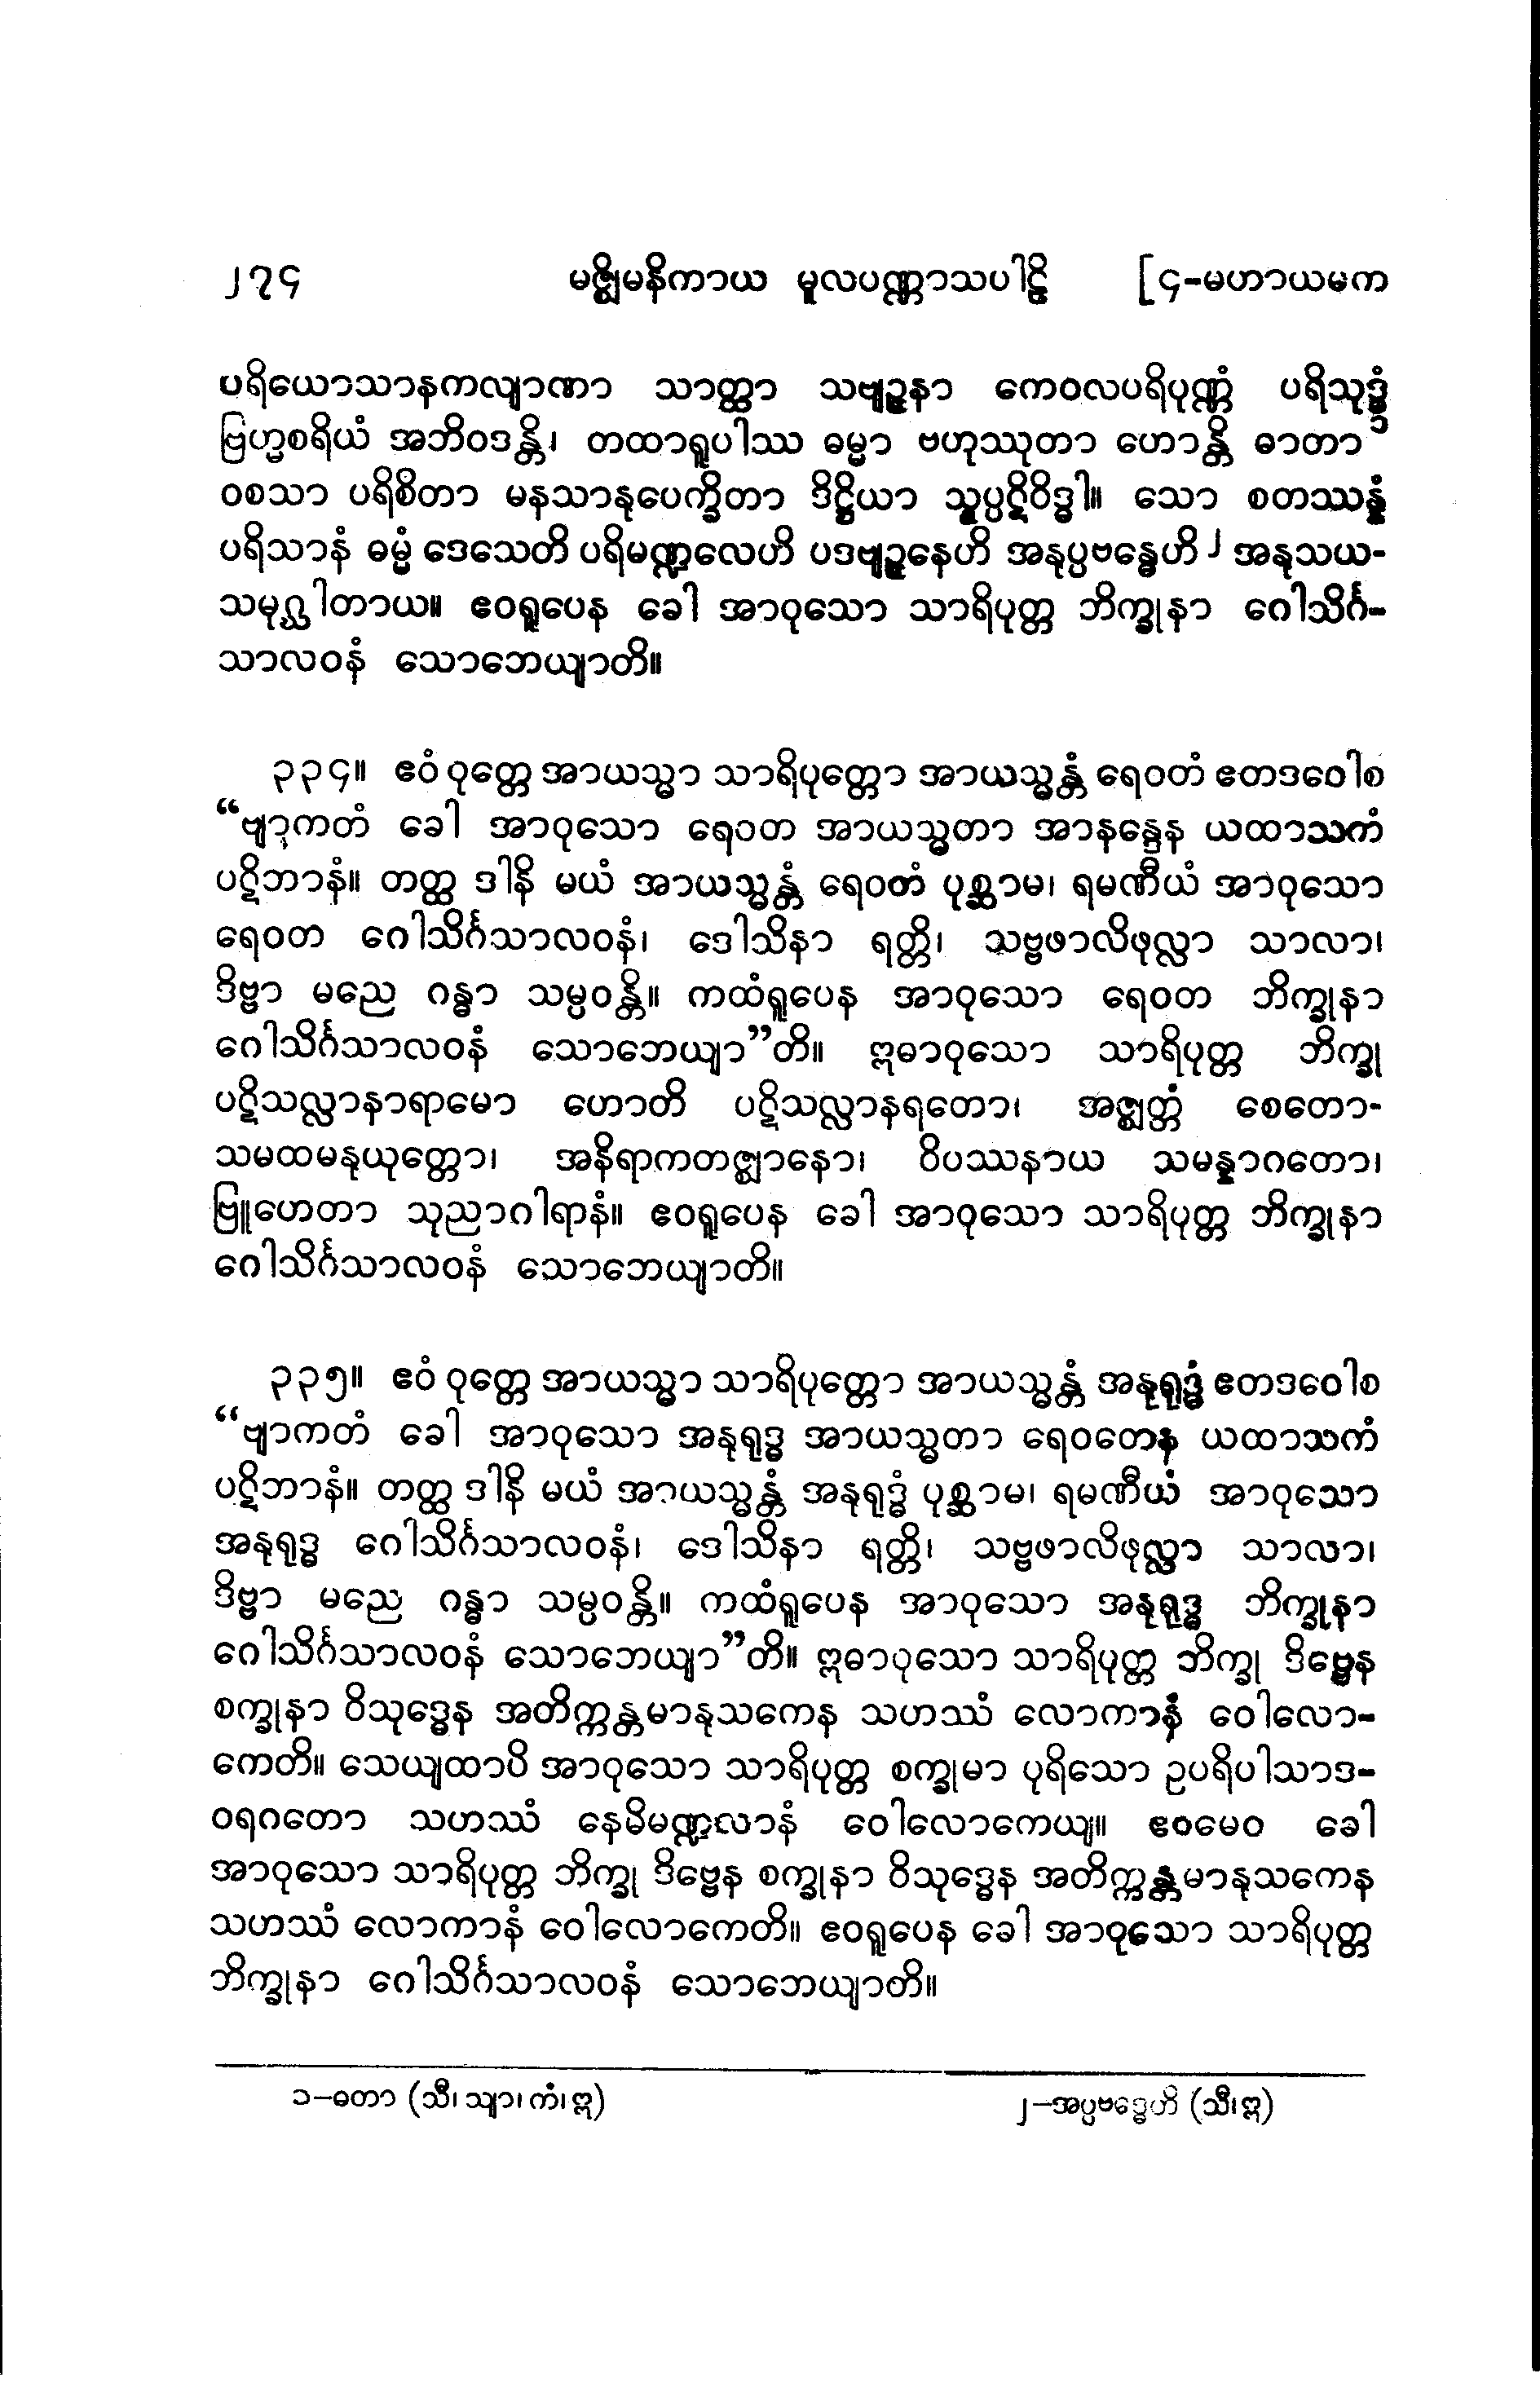 ၂၇၄ မဇ္ဈိမနိကာယ မူလပဏ္ဏာသပါဠိ [၄-မဟာယမက
ပရိယောသာနကလျာဏာ သာတ္ထာ သဗျဉ္ဇနာ ကေဝလပရိပုဏ္ဏံ ပရိသုဒ္ဓံ
ဗြဟ္မစရိယံ အဘိဝဒန္တိ၊ တထာရူပါဿ ဓမ္မာ ဗဟုဿုတာ ဟောန္တိ ဓာတာ ၁
ဝစသာ ပရိစိတာ မနသာနုပေက္ခိတာ ဒိဋ္ဌိယာ သုပ္ပဋိဝိဒ္ဓါ။ သော စတဿန္နံ
ပရိသာနံ ဓမ္မံ ဒေသေတိ ပရိမဏ္ဍလေဟိ ပဒဗျဉ္ဇနေဟိ အနုပ္ပဗန္ဓေဟိ ၂ အနုသယ-
သမုဂ္ဃါတာယ။ ဧဝရူပေန ခေါ အာဝုသော သာရိပုတ္တ ဘိက္ခုနာ ဂေါသိင်္ဂ-
သာလဝနံ သောဘေယျာတိ။
၃၃၄။ ဧဝံ ဝုတ္တေ အာယသ္မာ သာရိပုတ္တော အာယသ္မန္တံ ရေဝတံ ဧတဒဝေါစ
“ဗျာကတံ ခေါ အာဝုသော ရေဝတ အာယသ္မတာ အာနန္ဒေန ယထာသကံ
ပဋိဘာနံ။ တတ္ထ ဒါနိ မယံ အာယသ္မန္တံ ရေဝတံ ပုစ္ဆာမ၊ ရမဏီယံ အာဝုသော
ရေဝတ ဂေါသိင်္ဂသာလဝနံ၊ ဒေါသိနာ ရတ္တိ၊ သဗ္ဗဖာလိဖုလ္လာ သာလာ၊
ဒိဗ္ဗာ မညေ ဂန္ဓာ သမ္ပဝန္တိ။ ကထံရူပေန အာဝုသော ရေဝတ ဘိက္ခုနာ
ဂေါသိင်္ဂသာလဝနံ သောဘေယျာ”တိ။ ဣဓာဝုသော သာရိပုတ္တ ဘိက္ခု
ပဋိသလ္လာနာရာမော ဟောတိ ပဋိသလ္လာနရတော၊ အဇ္ဈတ္တံ စေတော-
သမထမနုယုတ္တော၊ အနိရာကတဇ္ဈာနော၊ ဝိပဿနာယ သမန္နာဂတော၊
ဗြူဟေတာ သုညာဂါရာနံ။ ဧဝရူပေန ခေါ အာဝုသော သာရိပုတ္တ ဘိက္ခုနာ
ဂေါသိင်္ဂသာလဝနံ သောဘေယျာတိ။
၃၃၅။ ဧဝံ ဝုတ္တေ အာယသ္မာ သာရိပုတ္တော အာယသ္မန္တံ အနုရုဒ္ဓံ ဧတဒဝေါစ
“ဗျာကတံ ခေါ အာဝုသော အနုရုဒ္ဓ အာယသ္မတာ ရေဝတေန ယထာသကံ
ပဋိဘာနံ။ တတ္ထ ဒါနိ မယံ အာယသ္မန္တံ အနုရုဒ္ဓံ ပုစ္ဆာမ၊ ရမဏီယံ အာဝုသော
အနုရုဒ္ဓ ဂေါသိင်္ဂသာလဝနံ၊ ဒေါသိနာ ရတ္တိ၊ သဗ္ဗဖာလိဖုလ္လာ သာလာ၊
ဒိဗ္ဗာ မညေ ဂန္ဓာ သမ္ပဝန္တိ။ ကထံရူပေန အာဝုသော အနုရုဒ္ဓ ဘိက္ခုနာ
ဂေါသိင်္ဂသာလဝနံ သောဘေယျာ”တိ။ ဣဓာဝုသော သာရိပုတ္တ ဘိက္ခု ဒိဗ္ဗေန
စက္ခုနာ ဝိသုဒ္ဓေန အတိက္ကန္တမာနုသကေန သဟဿံ လောကာနံ ဝေါလော-
ကေတိ။ သေယျထာပိ အာဝုသော သာရိပုတ္တ စက္ခုမာ ပုရိသော ဥပရိပါသာဒ-
ဝရဂတော သဟဿံ နေမိမဏ္ဍလာနံ ဝေါလောကေယျ။ ဧဝမေဝ ခေါ
အာဝုသော သာရိပုတ္တ ဘိက္ခု ဒိဗ္ဗေန စက္ခုနာ ဝိသုဒ္ဓေန အတိက္ကန္တမာနုသကေန
သဟဿံ လောကာနံ ဝေါလောကေတိ။ ဧဝရူပေန ခေါ အာဝုသော သာရိပုတ္တ
ဘိက္ခုနာ ဂေါသိင်္ဂသာလဝနံ သောဘေယျာတိ။
၁-ဓတာ (သီ၊ သျာ၊ ကံ၊ ဣ) ၂-အပ္ပဗဒ္ဓေဟိ (သီ၊ ဣ)